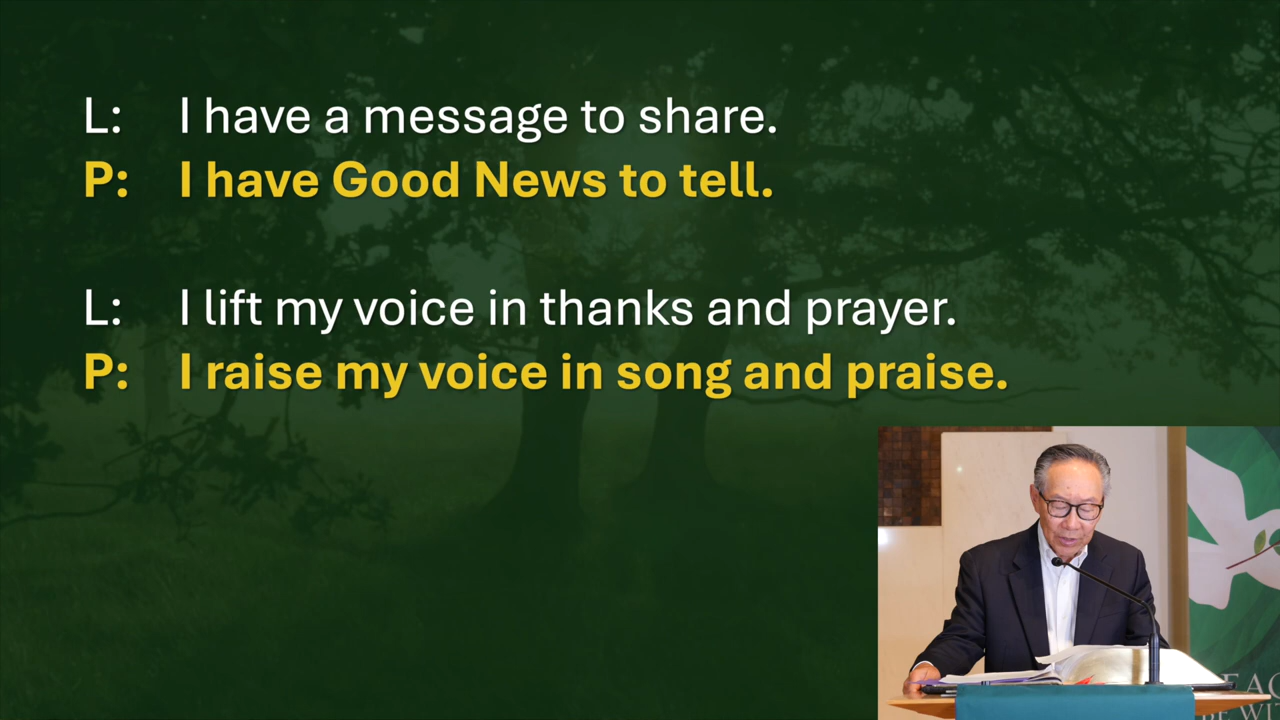 L: I have a message to share.
P: I have Good News to tell.
L: I lift my voice in thanks and prayer.
P: I raise my voice in song and praise.